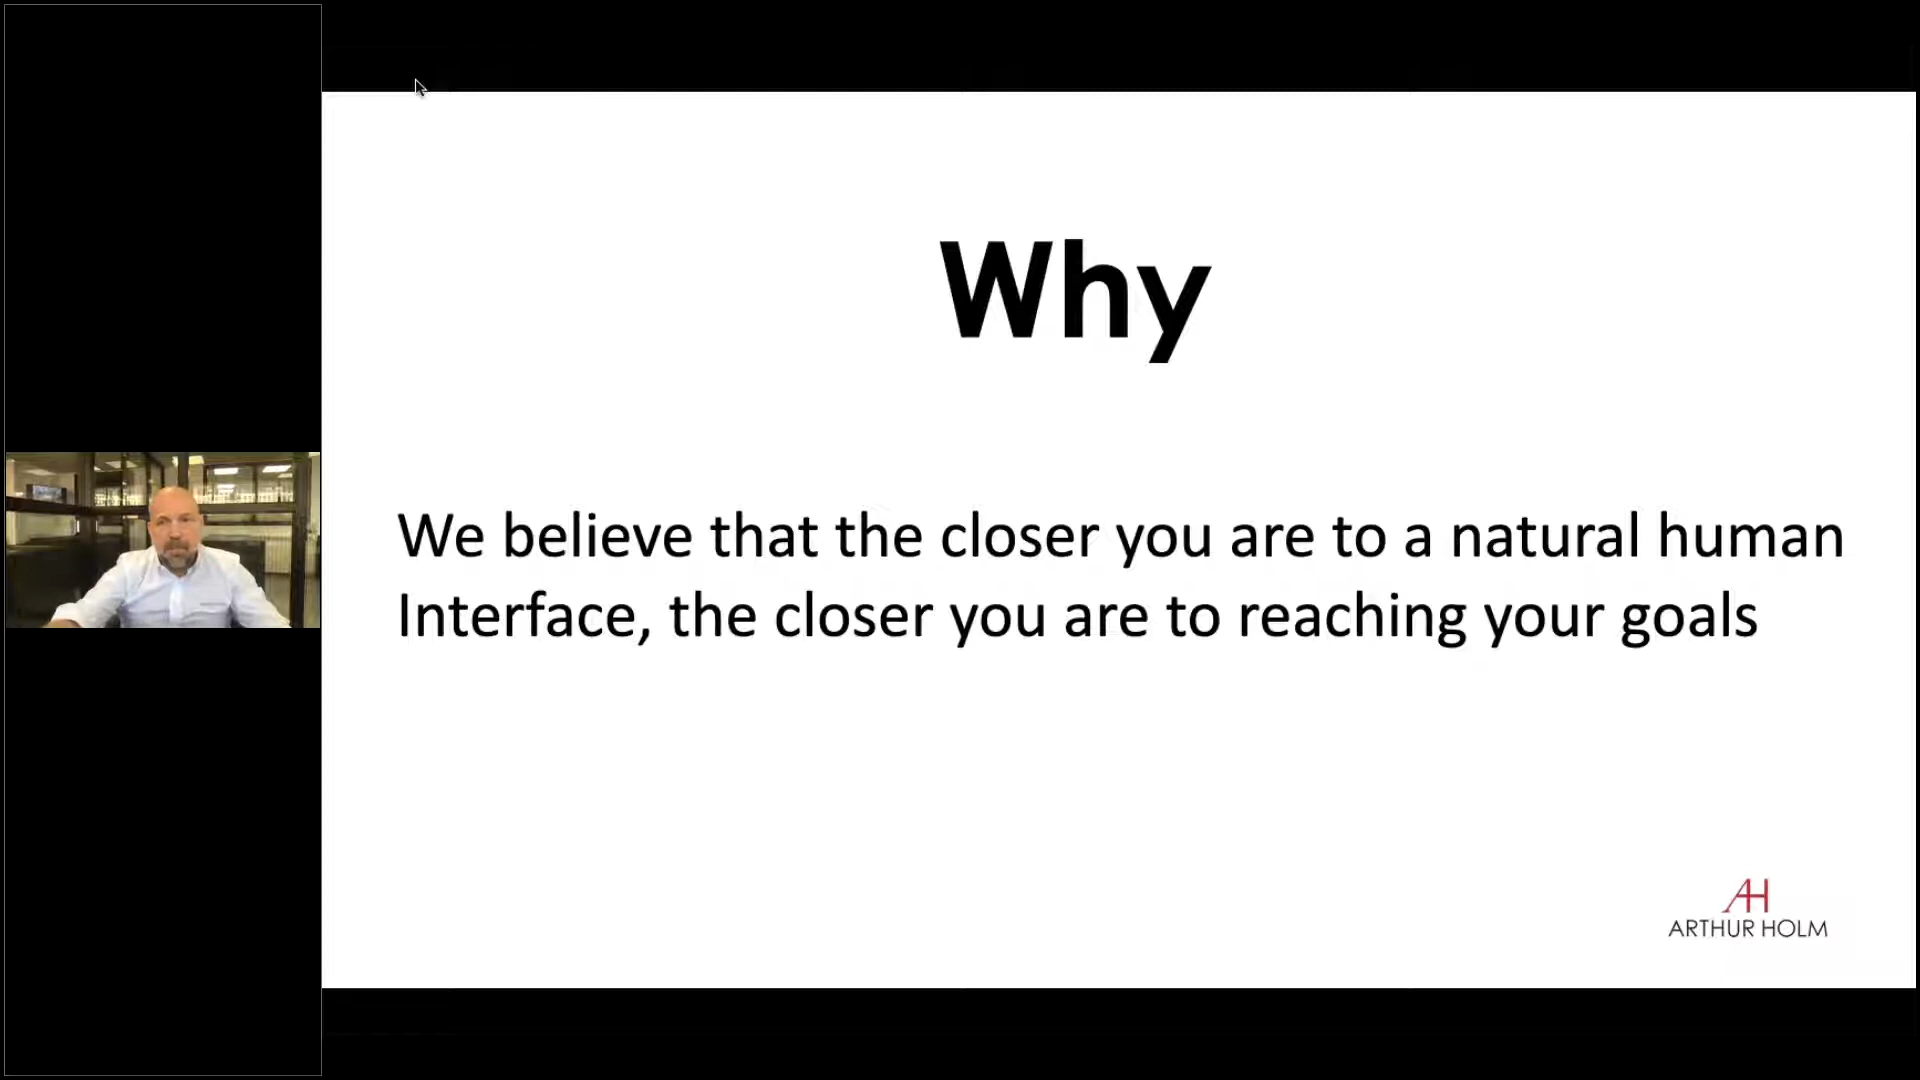 Why
We believe that the closer you are to a natural human
Interface, the closer you are to reaching your goals
AH
ARTHUR HOLM